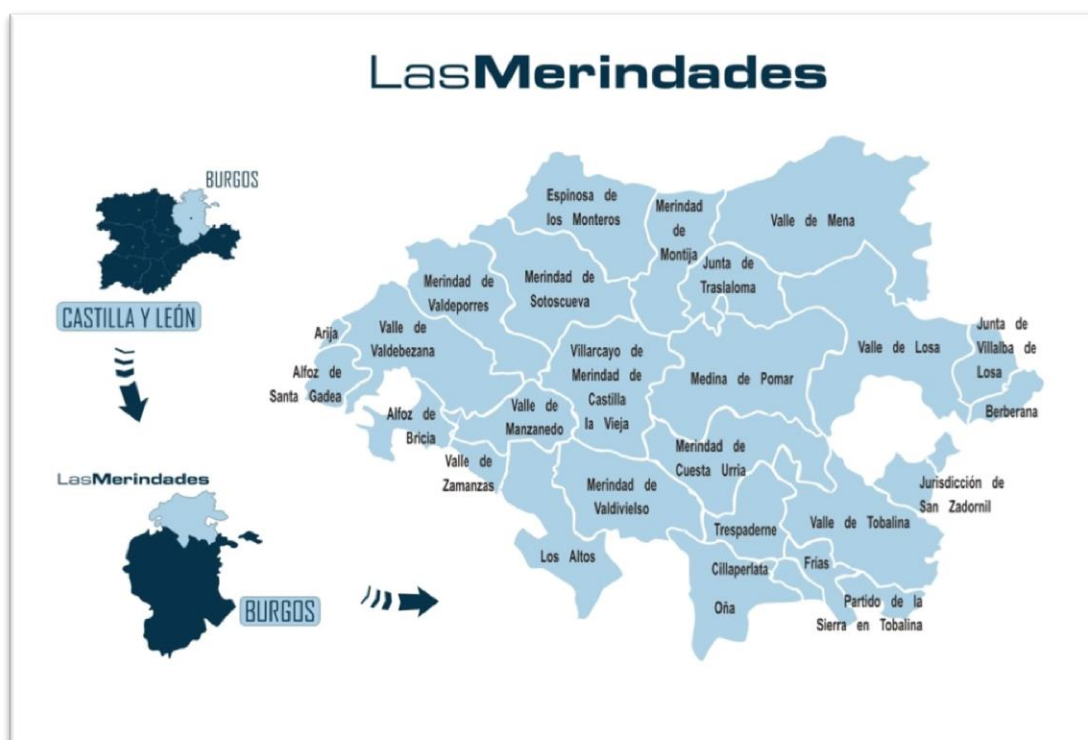 LasMerindades
BURGOS
CASTILLA Y LEÓN
LasMerindades
BURGOS
Espinosa de
los Monteros
Merindad
de
Montija
Valle de Mena
Merindad de
Valdeporres
Merindad de
Sotoscueva
Junta de
Traslaloma
Arija
Valle de
Valdebezana
Villarcayo de
Merindad de
Castilla
la Vieja
Medina de Pomar
Valle de Losa
Junta de
Villalba de
Losa
Berberana
Alfoz de
Santa Gadea
Alfoz de
Bricia
Valle de
Manzanedo
Valle de
Zamanzas
Merindad de
Cuesta Urria
Merindad de
Valdivielso
Jurisdicción de
San Zadornil
Trespaderne
Valle de Tobalina
Los Altos
Cillaperlata
Frías
Oña
Partido de la
Sierra en Tobalina